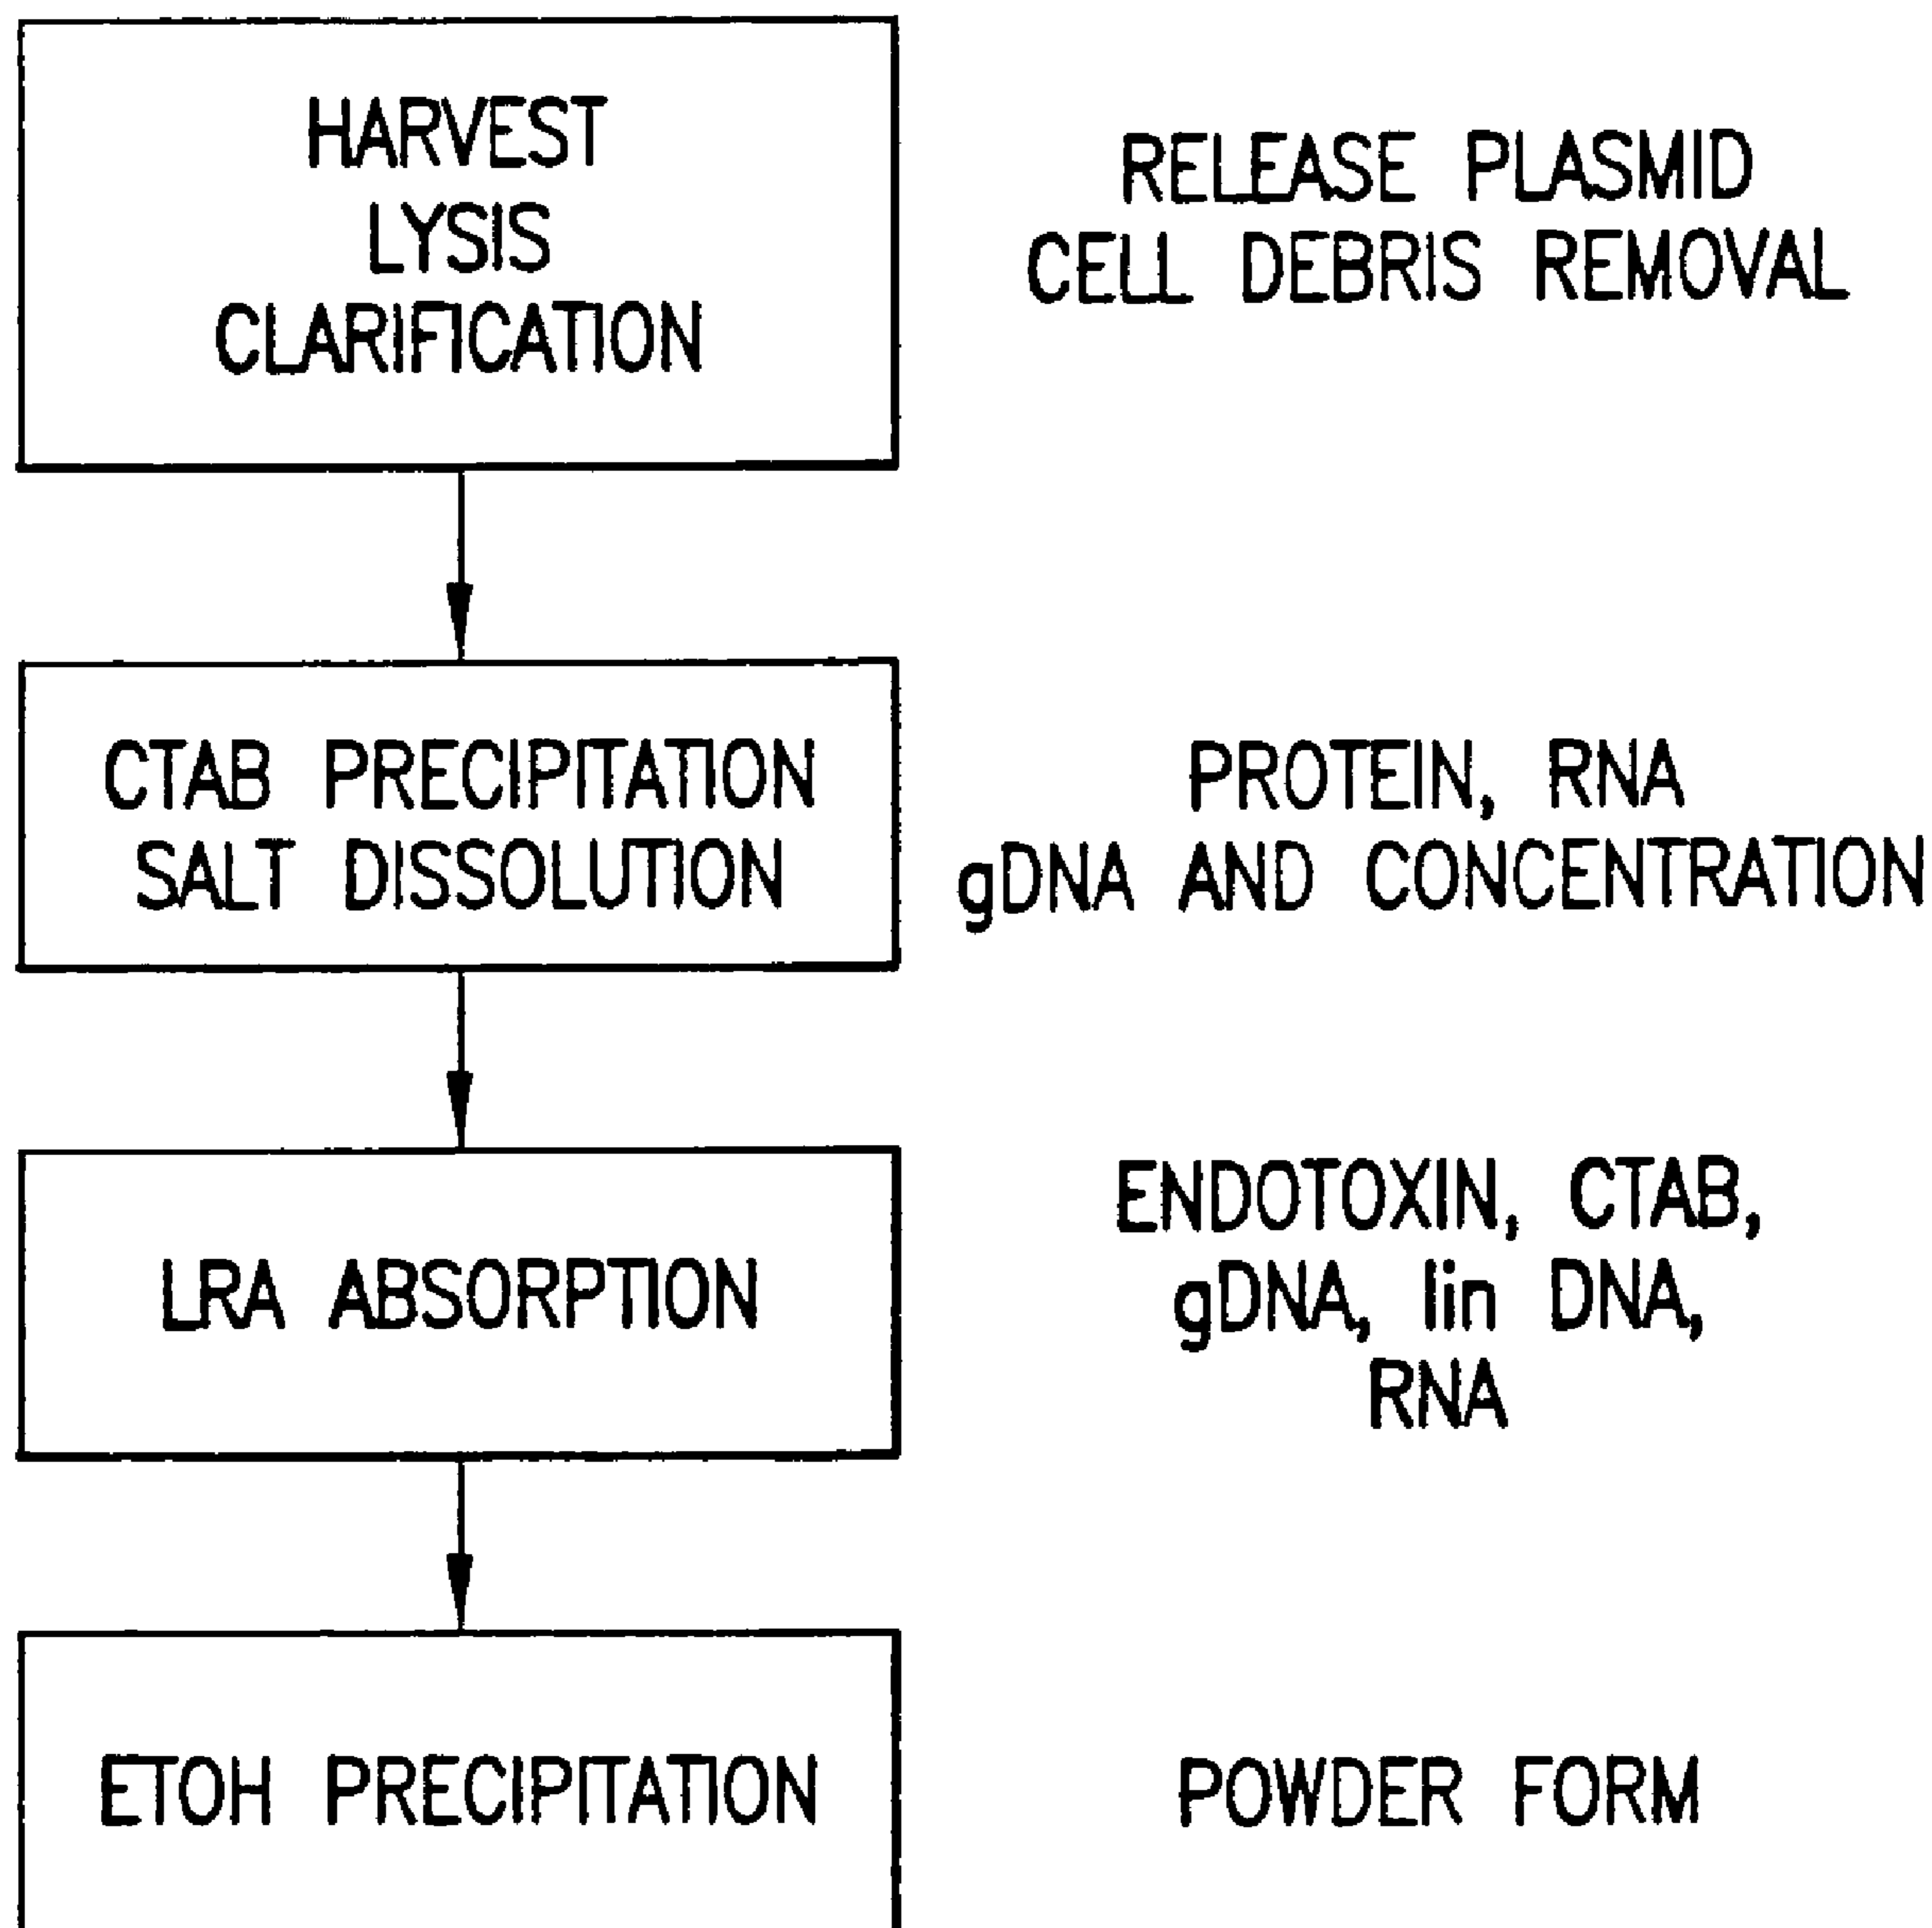 HARVEST
LYSIS
CLARIFICATION
RELEASE PLASMID
CELL DEBRIS REMOVAL
CTAB PRECIPITATION
SALT DISSOLUTION
PROTEIN, RNA
gDNA AND CONCENTRATION
LRA ABSORPTION
ENDOTOXIN, CTAB,
gDNA, lin DNA,
RNA
ETOH PRECIPITATION
POWDER FORM